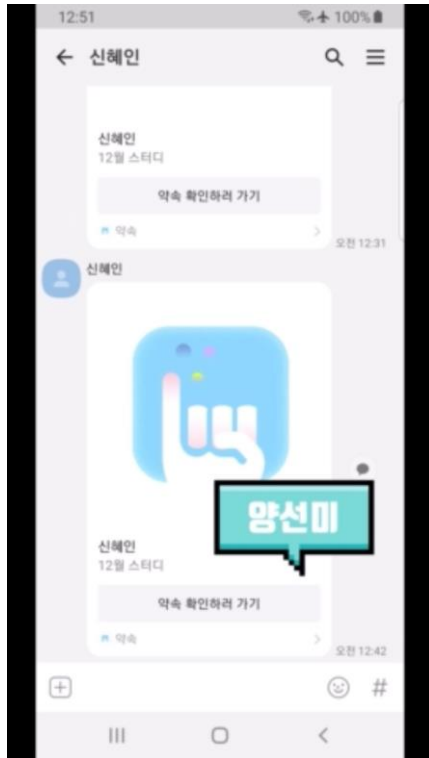 12:51
100%
신혜인
신혜인
12월 스터디
약속 확인하러 가기
약속
오전 12:31
신혜인
양선미
신혜인
12월 스터디
약속 확인하러 가기
약속
오전 12:42
#